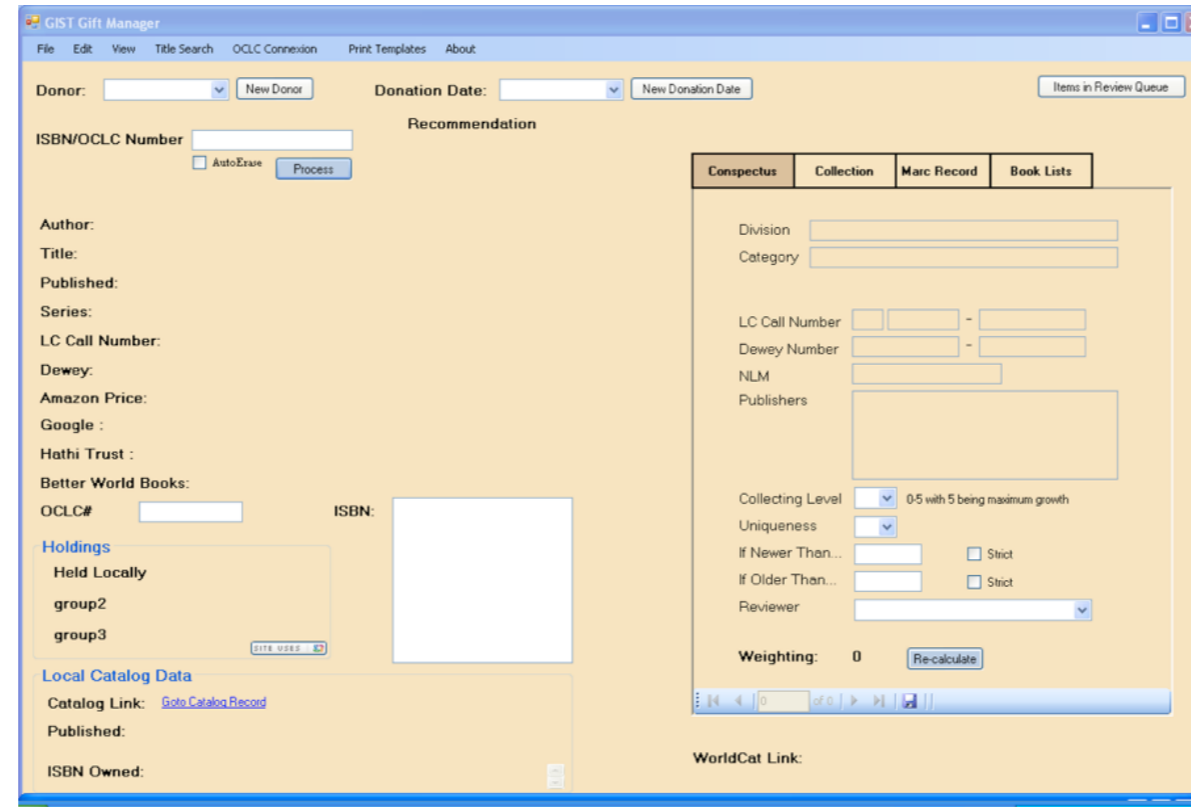 GIST Gift Manager
File Edit View Title Search OCLC Connexion Print Templates About
Donor: New Donor Donation Date: New Donation Date Items in Review Queue
Recommendation
ISBN/OCLC Number
AutoErase Process
Conspectus Collection Marc Record Book Lists
Author:
Title:
Published:
Series:
LC Call Number:
Dewey:
Amazon Price:
Google :
Hathi Trust :
Better World Books:
OCLC# ISBN:
Holdings
Held Locally
group2
group3
SITE USES
Local Catalog Data
Catalog Link: Goto Catalog Record
Published:
ISBN Owned:
Division
Category
LC Call Number -
Dewey Number -
NLM
Publishers
Collecting Level 0-5 with 5 being maximum growth
Uniqueness
If Newer Than... Strict
If Older Than... Strict
Reviewer
Weighting: 0 Re-calculate
0 of 0
WorldCat Link: